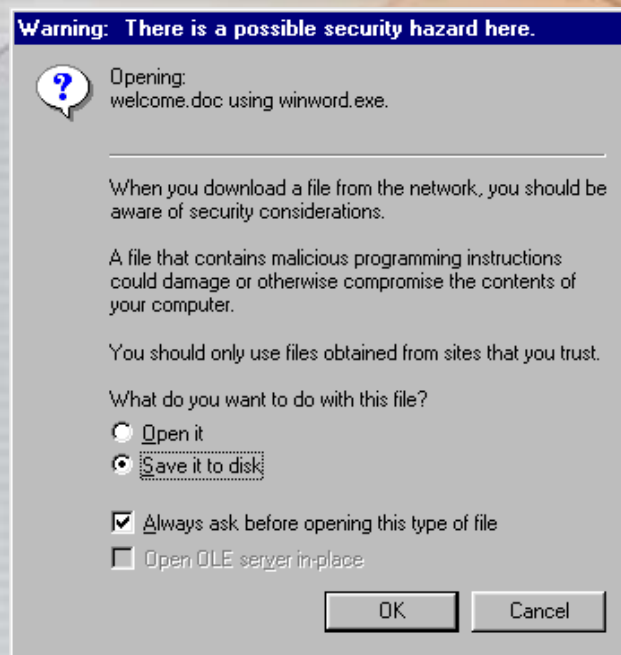 Warning: There is a possible security hazard here.
Opening:
welcome.doc using winword.exe.
When you download a file from the network, you should be
aware of security considerations.
A file that contains malicious programming instructions
could damage or otherwise compromise the contents of
your computer.
You should only use files obtained from sites that you trust.
What do you want to do with this file?
Open it
Save it to disk
Always ask before opening this type of file
Open OLE server in-place
OK Cancel